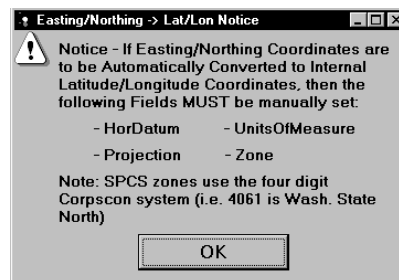 Easting/Northing -> Lat/Lon Notice
Notice - If Easting/Northing Coordinates are
to be Automatically Converted to Internal
Latitude/Longitude Coordinates, then the
following Fields MUST be manually set:
- HorDatum - UnitsOfMeasure
- Projection - Zone
Note: SPCS zones use the four digit
Corpscon system (i.e. 4061 is Wash. State
North)
OK